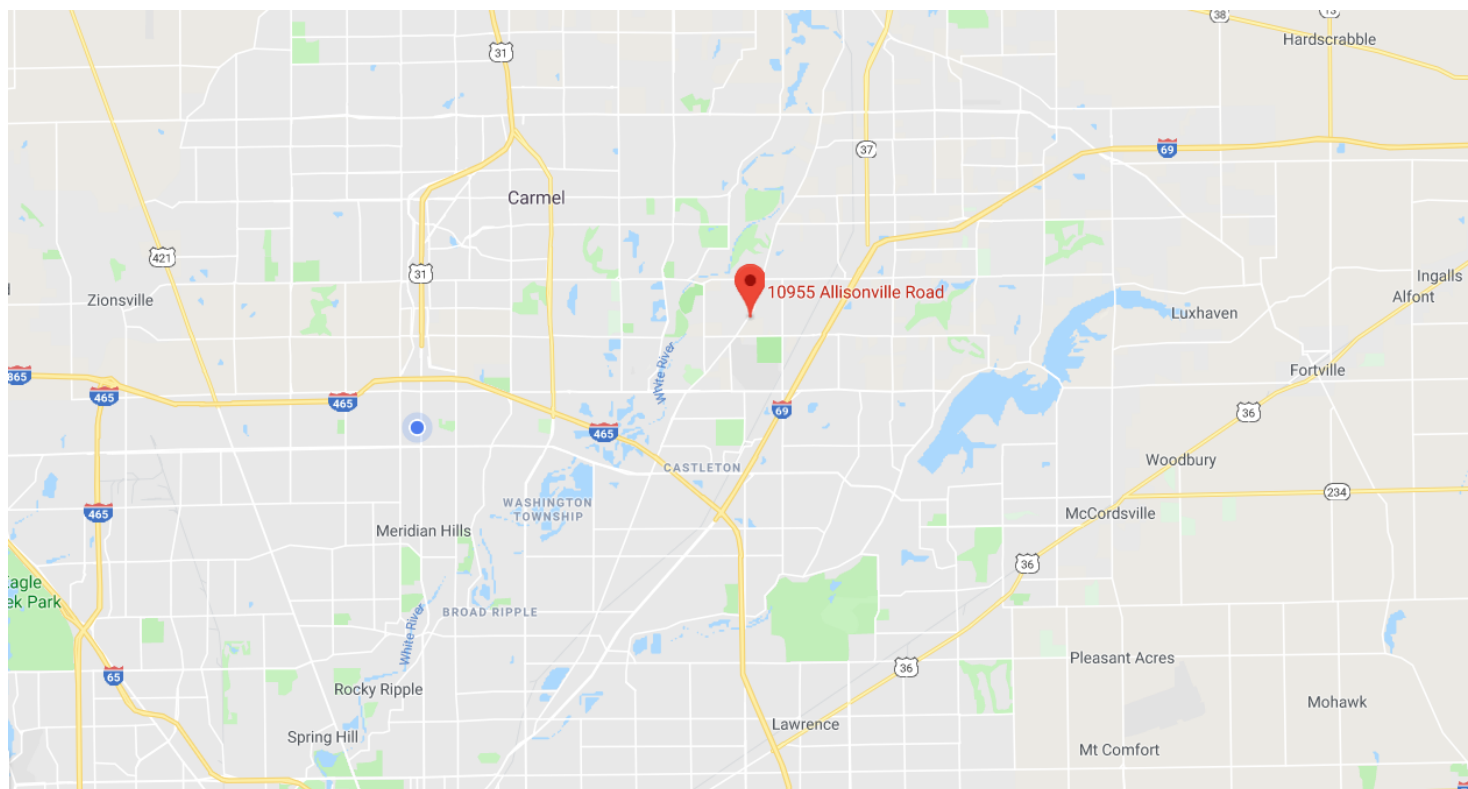 38
13
Hardscrabble
31
37
69
Carmel
421
31
Zionsville
Ingalls
Alfont
10955 Allisonville Road
Luxhaven
White River
Fortville
865
465
465
69
36
465
CASTLETON
Woodbury
WASHINGTON
TOWNSHIP
234
465
McCordsville
Meridian Hills
36
agle
ek Park
BROAD RIPPLE
White River
65
36
Pleasant Acres
Rocky Ripple
Mohawk
Lawrence
Spring Hill
Mt Comfort